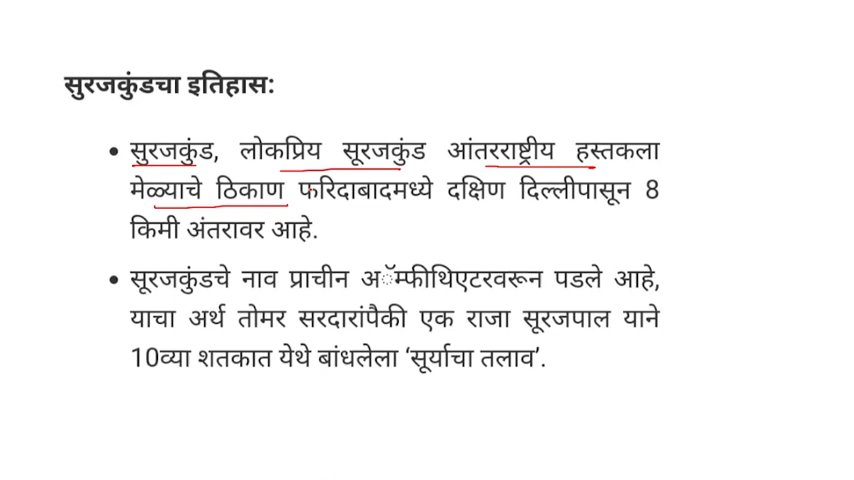 सुरजकुंडचा इतिहास:
• सुरजकुंड, लोकप्रिय सूरजकुंड आंतरराष्ट्रीय हस्तकला
मेळ्याचे ठिकाण फरिदाबादमध्ये दक्षिण दिल्लीपासून 8
किमी अंतरावर आहे.
• सूरजकुंडचे नाव प्राचीन अॅम्फीथिएटरवरून पडले आहे,
याचा अर्थ तोमर सरदारांपैकी एक राजा सूरजपाल याने
10व्या शतकात येथे बांधलेला ‘सूर्याचा तलाव’.